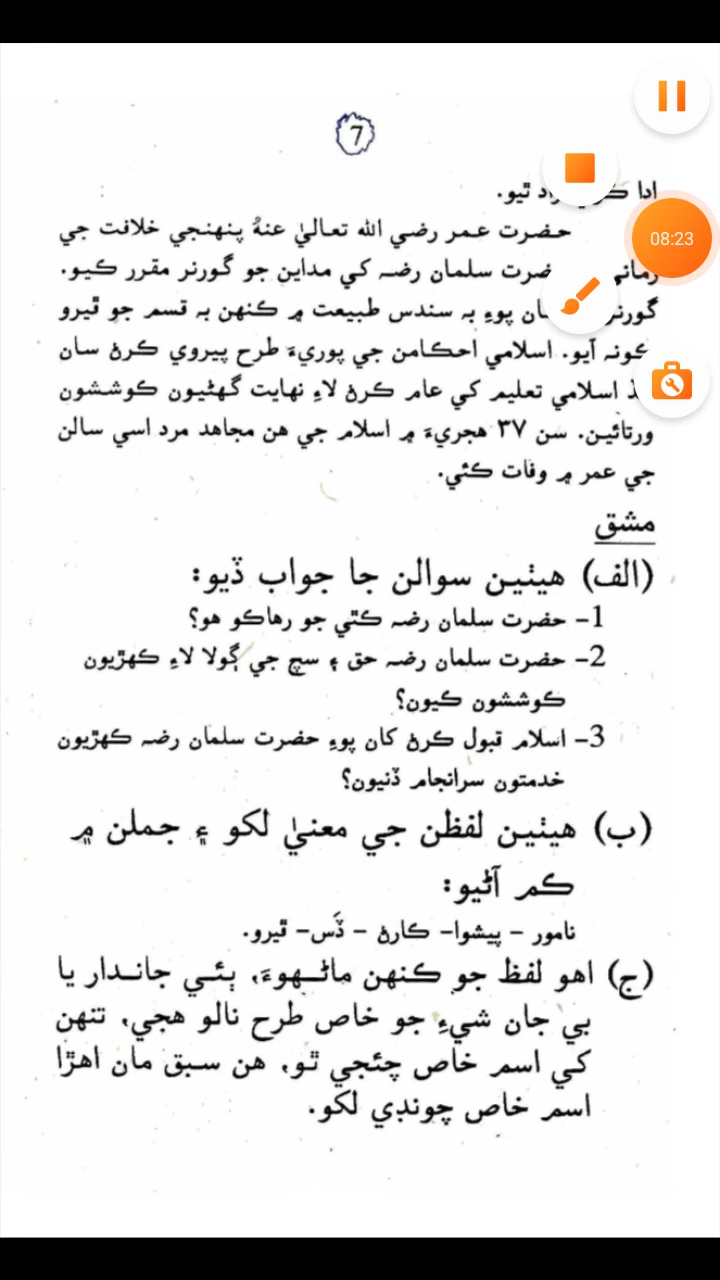 7
08:23
ادا ثيو.
حضرت عمر رضي الله تعاليٰ عنهُ پنهنجي خلافت جي
حضرت سلمان رضہ کي مداين جو گورنر مقرر ڪيو.
پوءِ بہ سندس طبيعت ۾ ڪنهن بہ قسم جو ڦيرو
ڪونہ آيو. اسلامي احڪامن جي پوريءَ طرح پيروي ڪرڻ سان
اسلامي تعليم کي عام ڪرڻ لاءِ نهايت گهڻيون ڪوششون
ورتائين. سن ٣٧ هجريءَ ۾ اسلام جي هن مجاهد مرد اسي سالن
جي عمر ۾ وفات ڪئي.
مشق
(الف) هيٺين سوالن جا جواب ڏيو:
1- حضرت سلمان رضہ ڪٿي جو رهاڪو هو؟
2- حضرت سلمان رضہ حق ۽ سچ جي ڳولا لاءِ ڪهڙيون
ڪوششون ڪيون؟
3- اسلام قبول ڪرڻ کان پوءِ حضرت سلمان رضہ ڪهڙيون
خدمتون سرانجام ڏنيون؟
(ب) هيٺين لفظن جي معنيٰ لکو ۽ جملن ۾
ڪم آڻيو:
نامور - پيشوا- ڪارڻ - ڏَس- ڦيرو.
(ج) اهو لفظ جو ڪنهن ماڻهوءَ، ٻئي جاندار يا
بي جان شيءِ جو خاص طرح نالو هجي، تنهن
کي اسم خاص چئجي ٿو، هن سبق مان اهڙا
اسم خاص چونڊي لکو.